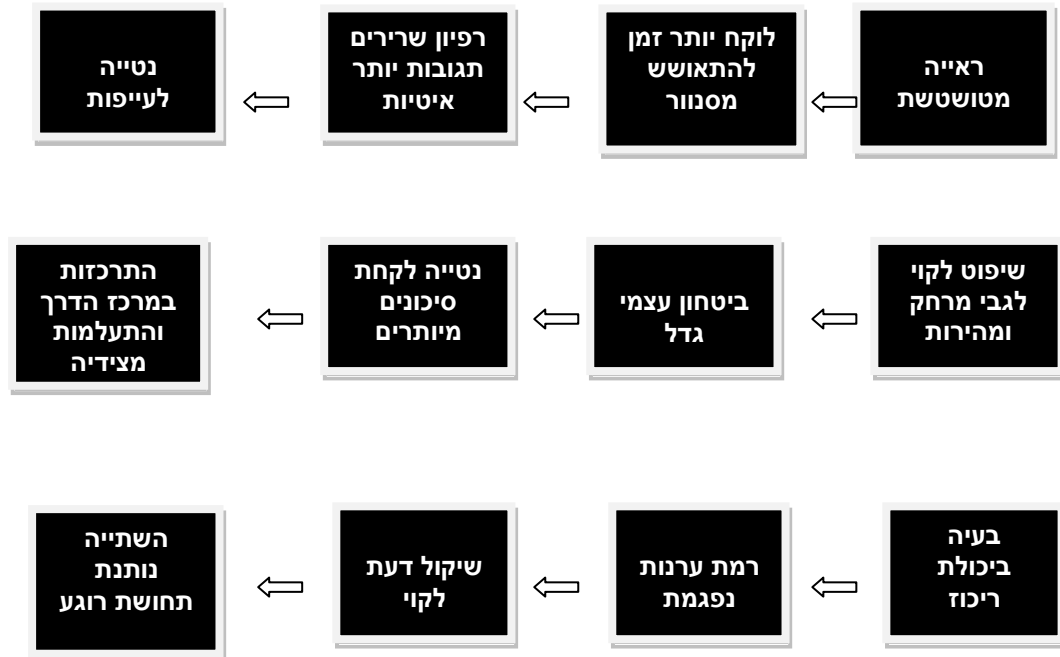 ראייה
מטושטשת
לוקח יותר זמן
להתאושש
מסנוור
רפיון שרירים
תגובות יותר
איטיות
נטייה
לעייפות
שיפוט לקוי
לגבי מרחק
ומהירות
ביטחון עצמי
גדל
נטייה לקחת
סיכונים
מיותרים
התרכזות
במרכז הדרך
והתעלמות
מצידיה
בעיה
ביכולת
ריכוז
רמת ערנות
נפגמת
שיקול דעת
לקוי
השתייה
נותנת
תחושת רוגע